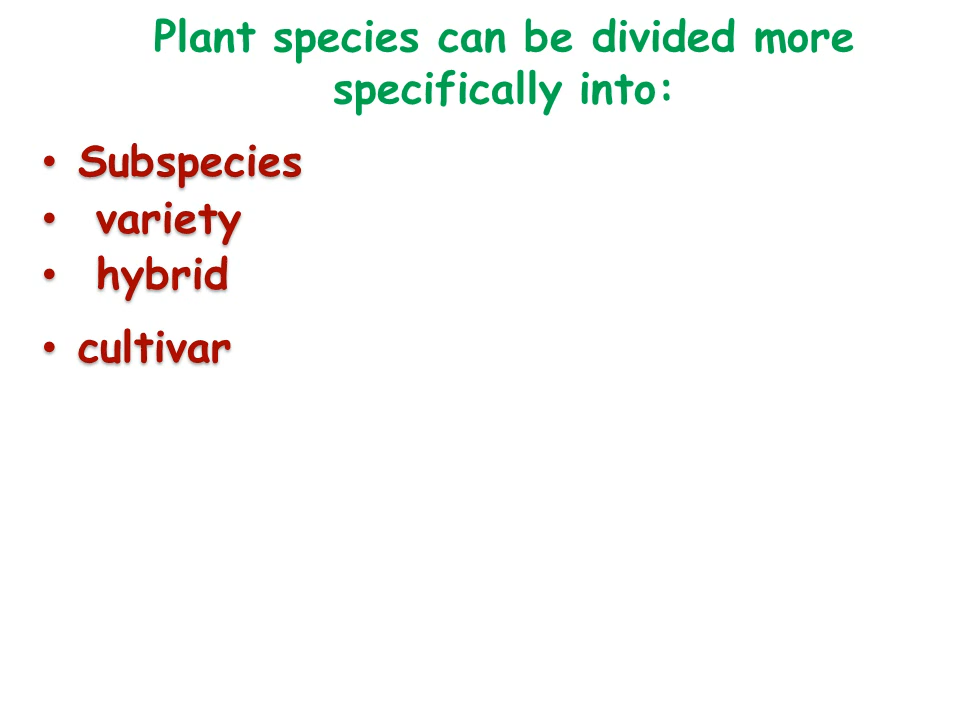 Plant species can be divided more
specifically into:
• Subspecies
• variety
• hybrid
• cultivar